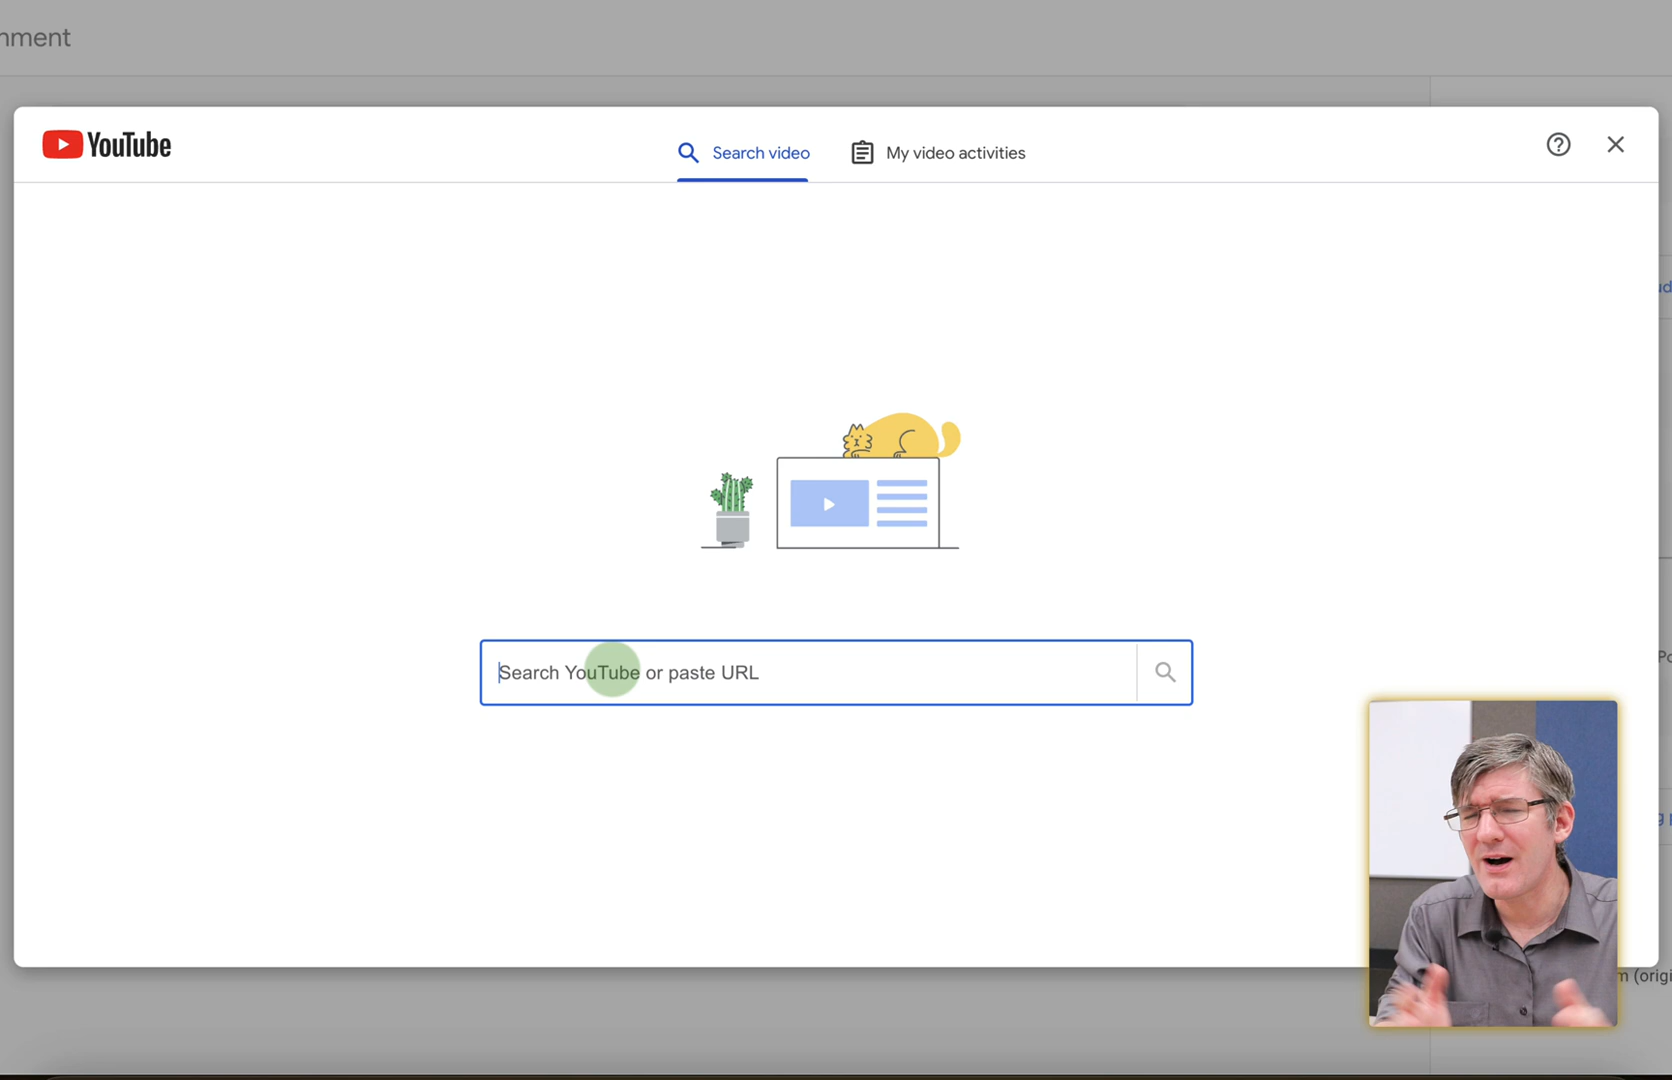 nment
YouTube
Search video
My video activities
Search YouTube or paste URL
m (origi